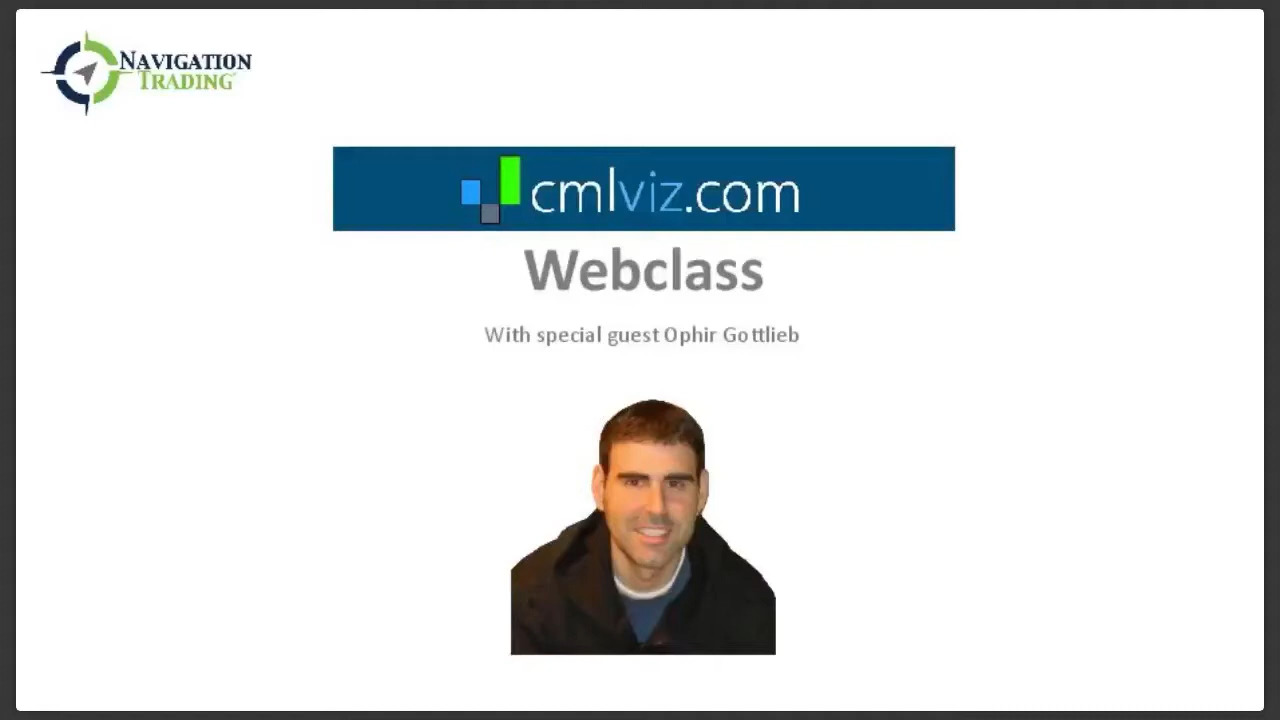 NAVIGATION
TRADING
cmlviz.com
Webclass
With special guest Ophir Gottlieb